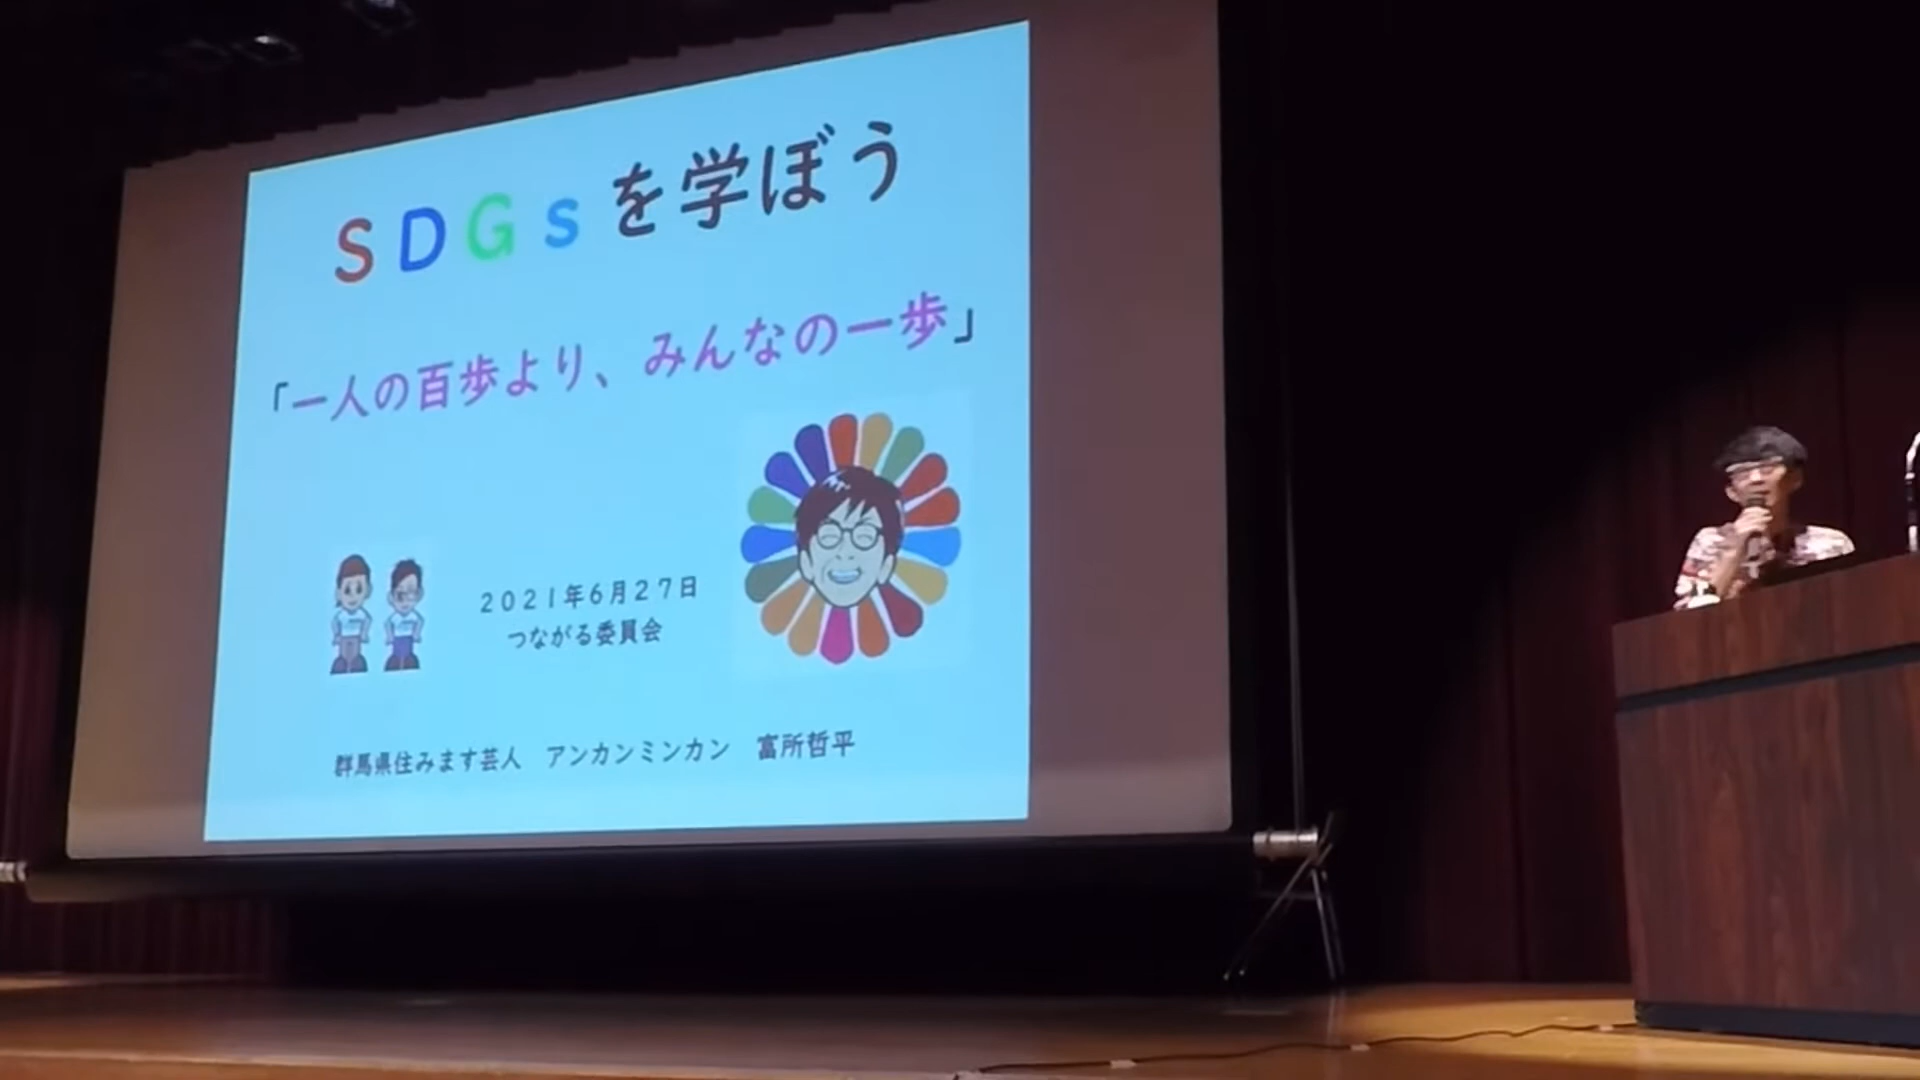 SDGsを学ぼう
「一人の百歩より、みんなの一歩」
2021年6月27日
つながる委員会
群馬県住みます芸人 アンカンミンカン 富所哲平